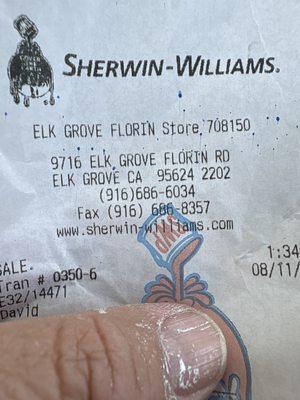 SHERWIN-WILLIAMS.
ELK GROVE FLORIN Store 708150
9716 ELK GROVE FLORIN RD
ELK GROVE CA 95624 2202
(916)686-6034
Fax (916) 686-8357
www.sherwin-williams.com
1:34
SALE
Tran # 0350-6
08/11/
E32/14471
David